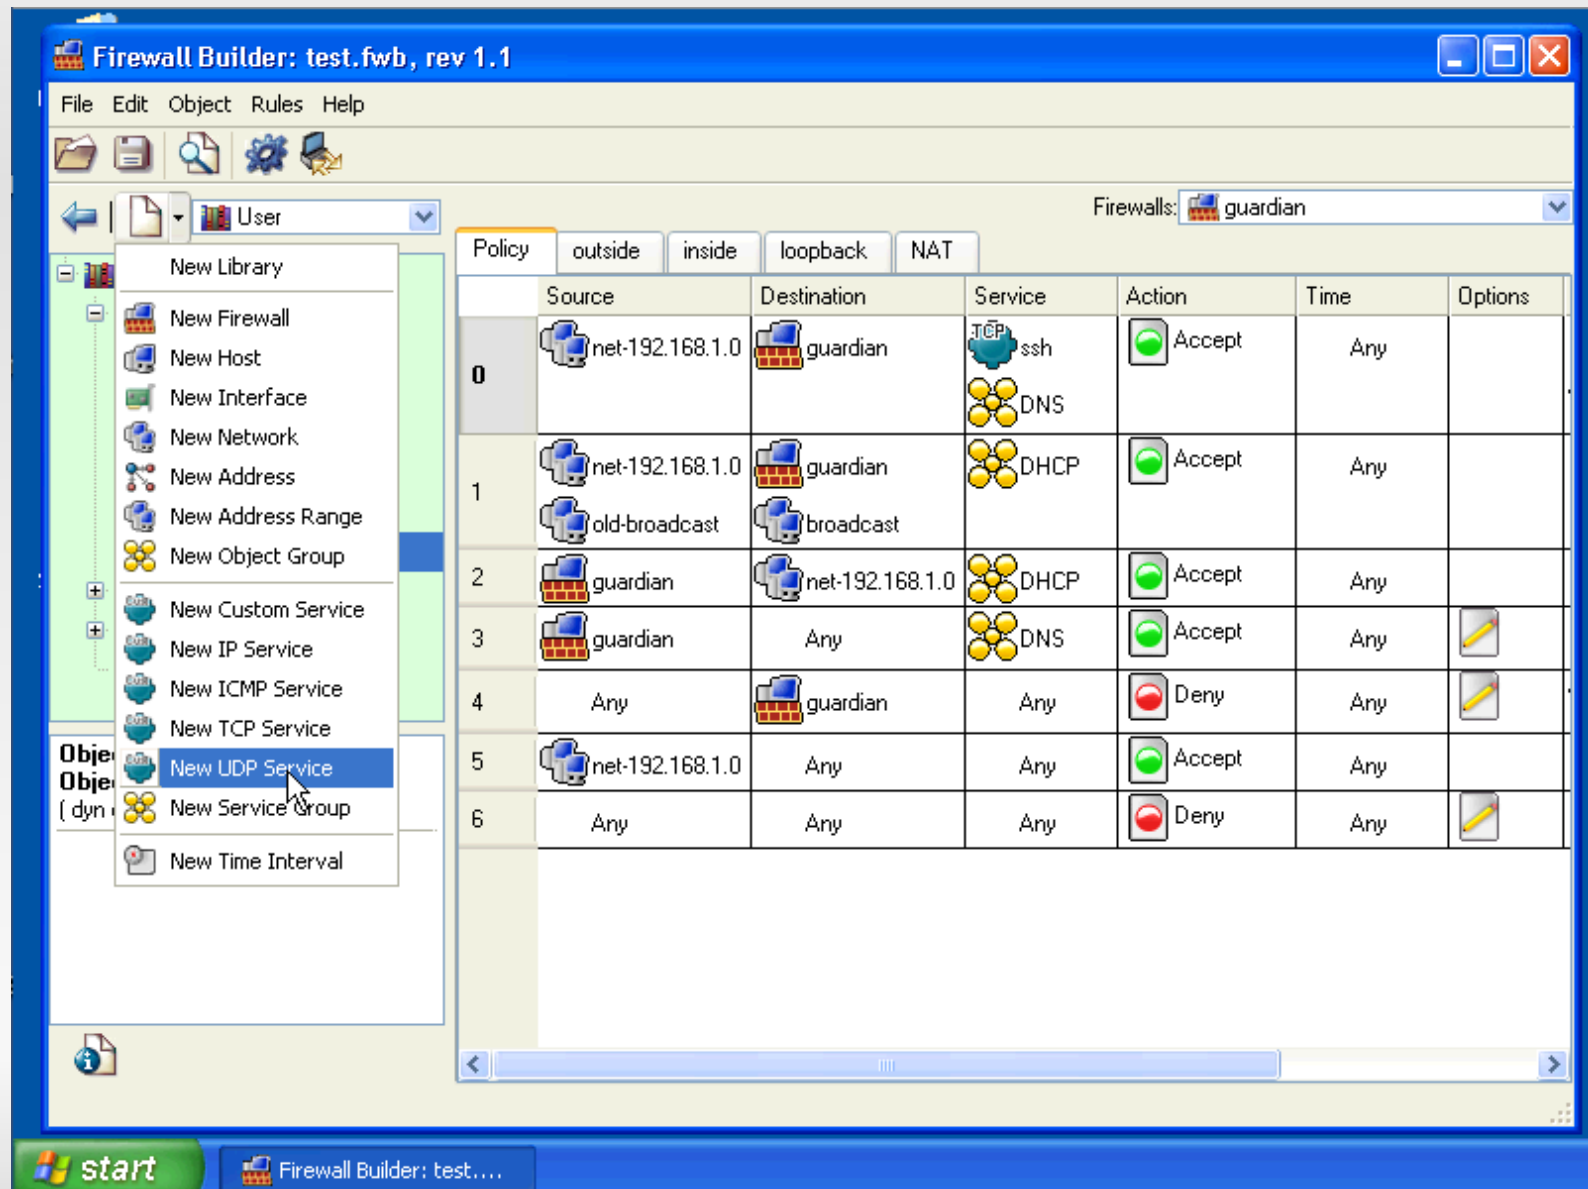 Firewall Builder: test.fwb, rev 1.1
File Edit Object Rules Help
User
Firewalls: guardian
New Library
New Firewall
New Host
New Interface
New Network
New Address
New Address Range
New Object Group
New Custom Service
New IP Service
New ICMP Service
New TCP Service
New UDP Service
New Service Group
New Time Interval
Obje
Obje
( dyn
Policy outside inside loopback NAT
Source Destination Service Action Time Options
0 net-192.168.1.0 guardian TCP ssh Accept Any
DNS
1 net-192.168.1.0 guardian DHCP Accept Any
old-broadcast broadcast
2 guardian net-192.168.1.0 DHCP Accept Any
3 guardian Any DNS Accept Any
4 Any guardian Any Deny Any
5 net-192.168.1.0 Any Any Accept Any
6 Any Any Any Deny Any
start Firewall Builder: test....